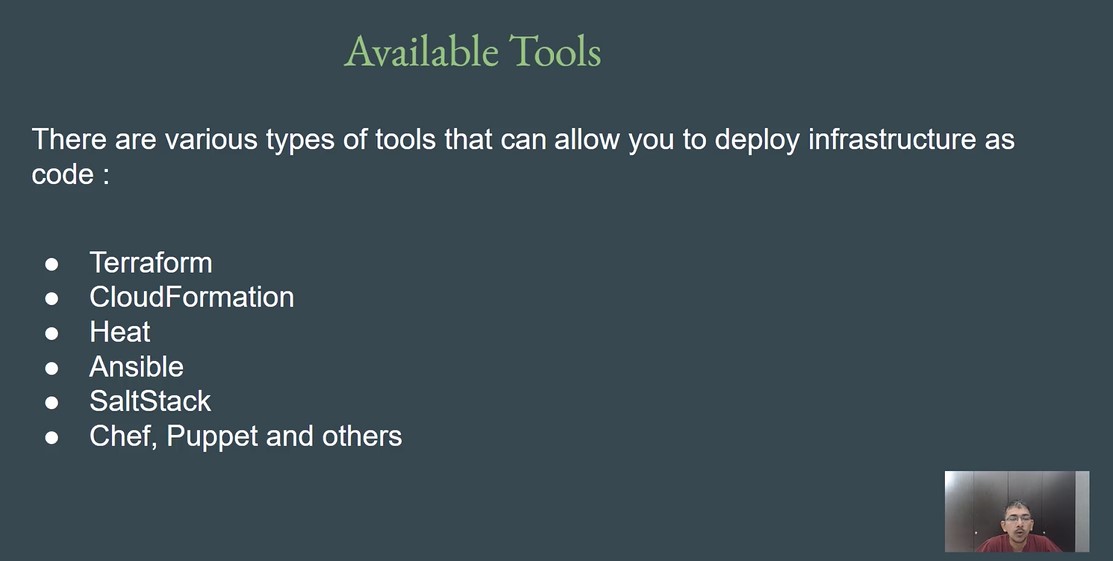 Available Tools
There are various types of tools that can allow you to deploy infrastructure as
code :
● Terraform
● CloudFormation
● Heat
● Ansible
● SaltStack
● Chef, Puppet and others